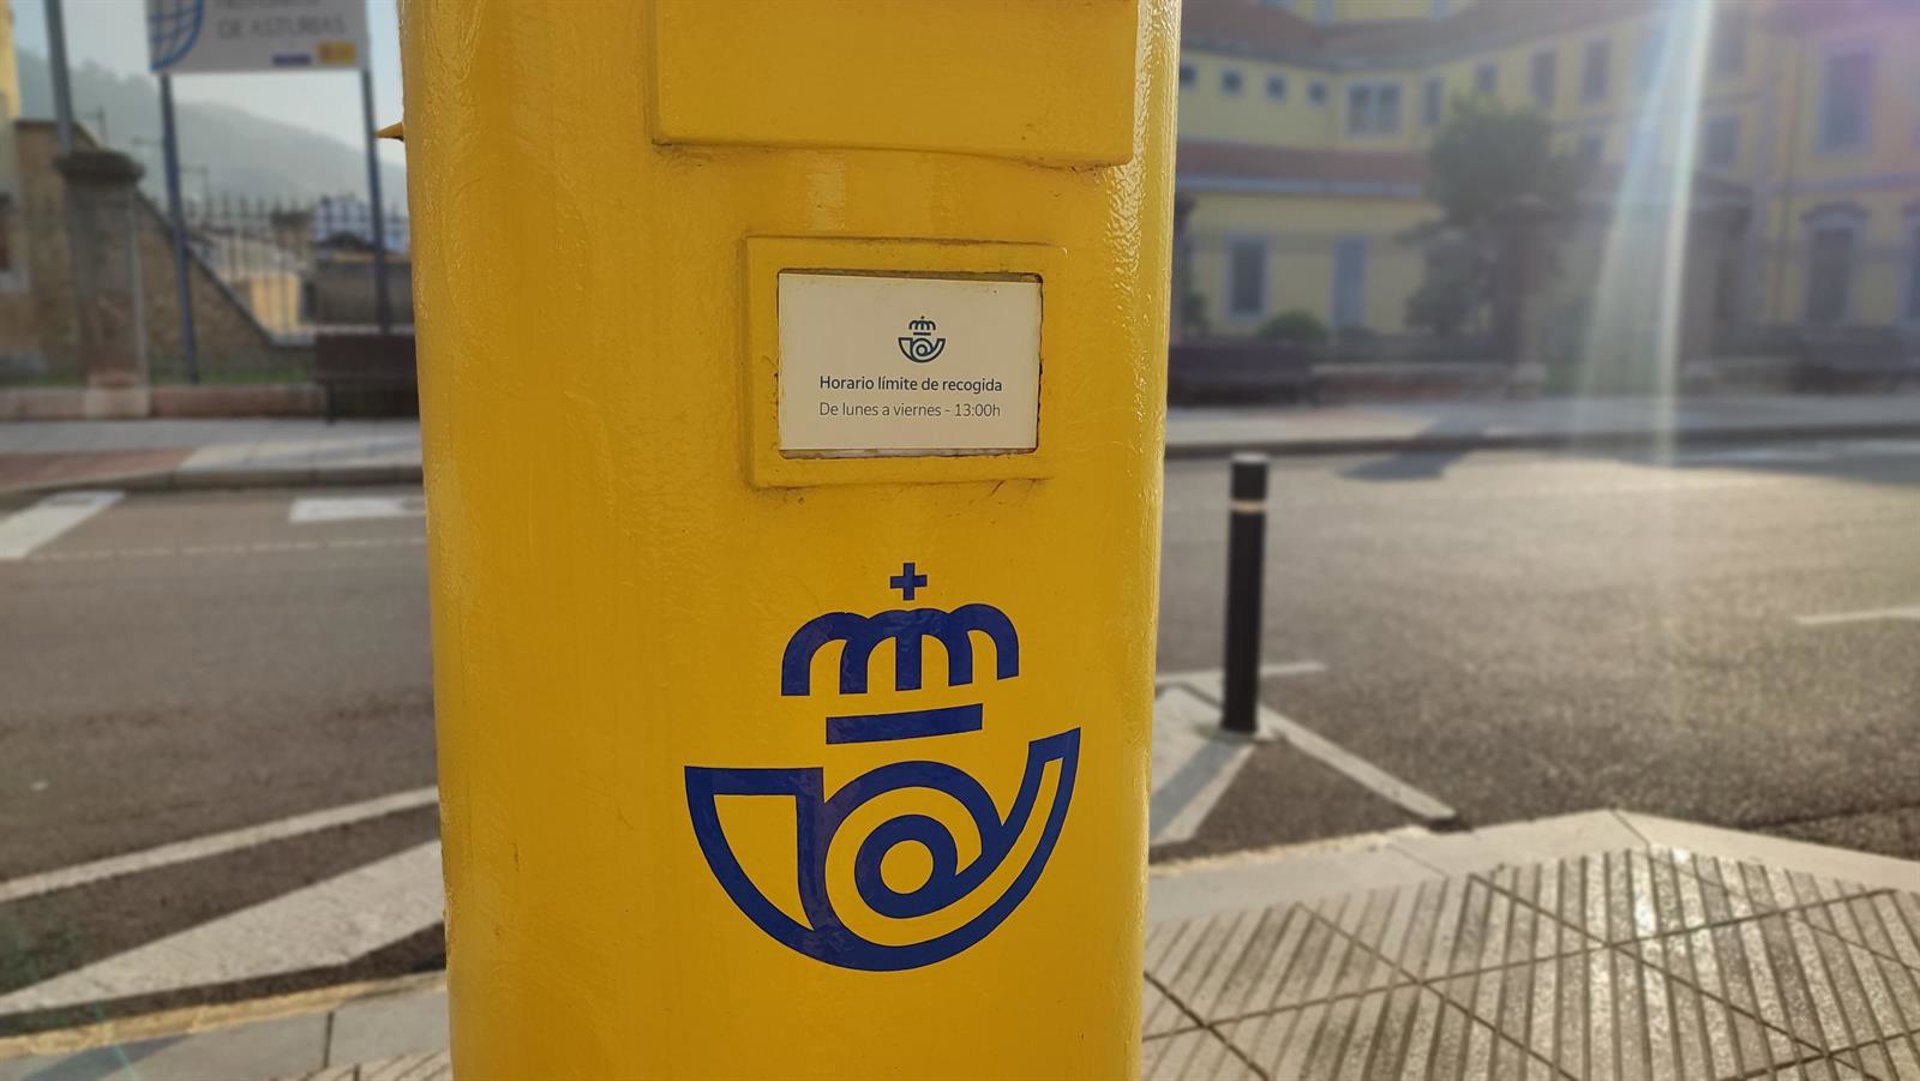 DE ASTURIAS
Horario límite de recogida
De lunes a viernes - 13:00h